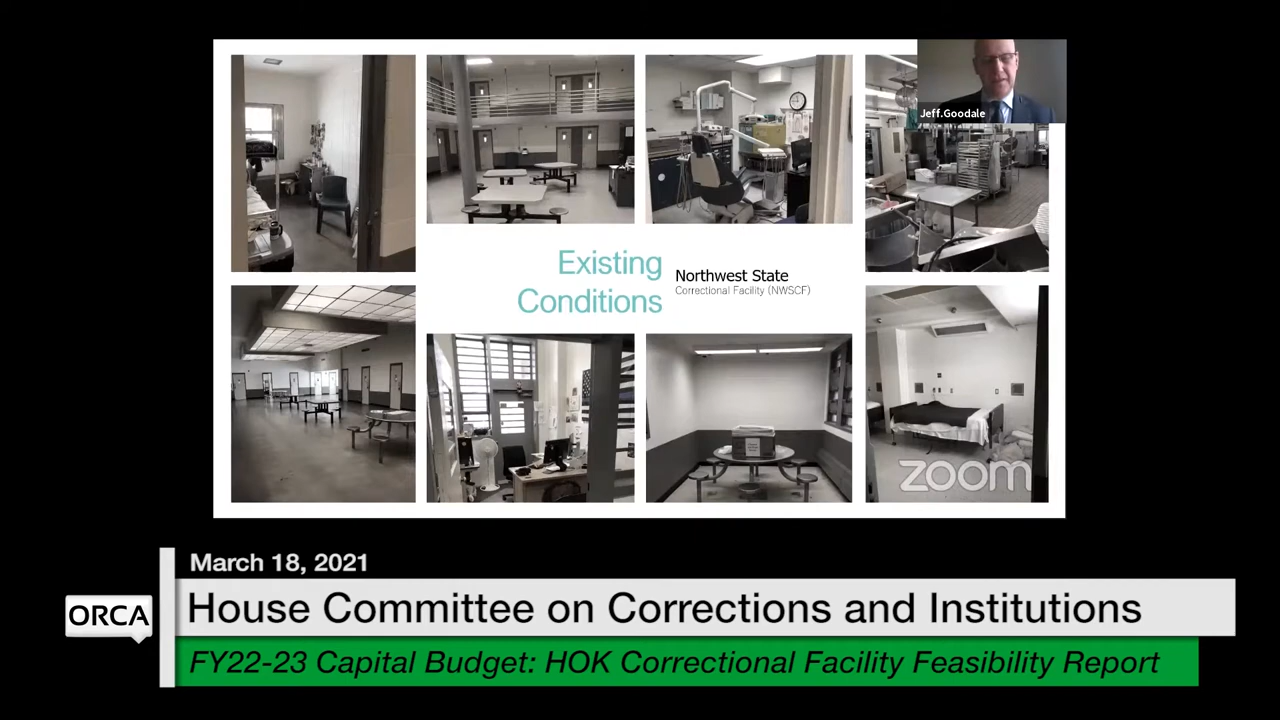 Jeff.Goodale
Existing
Conditions
Northwest State
Correctional Facility (NWSCF)
zoom
March 18, 2021
ORCA
House Committee on Corrections and Institutions
FY22-23 Capital Budget: HOK Correctional Facility Feasibility Report